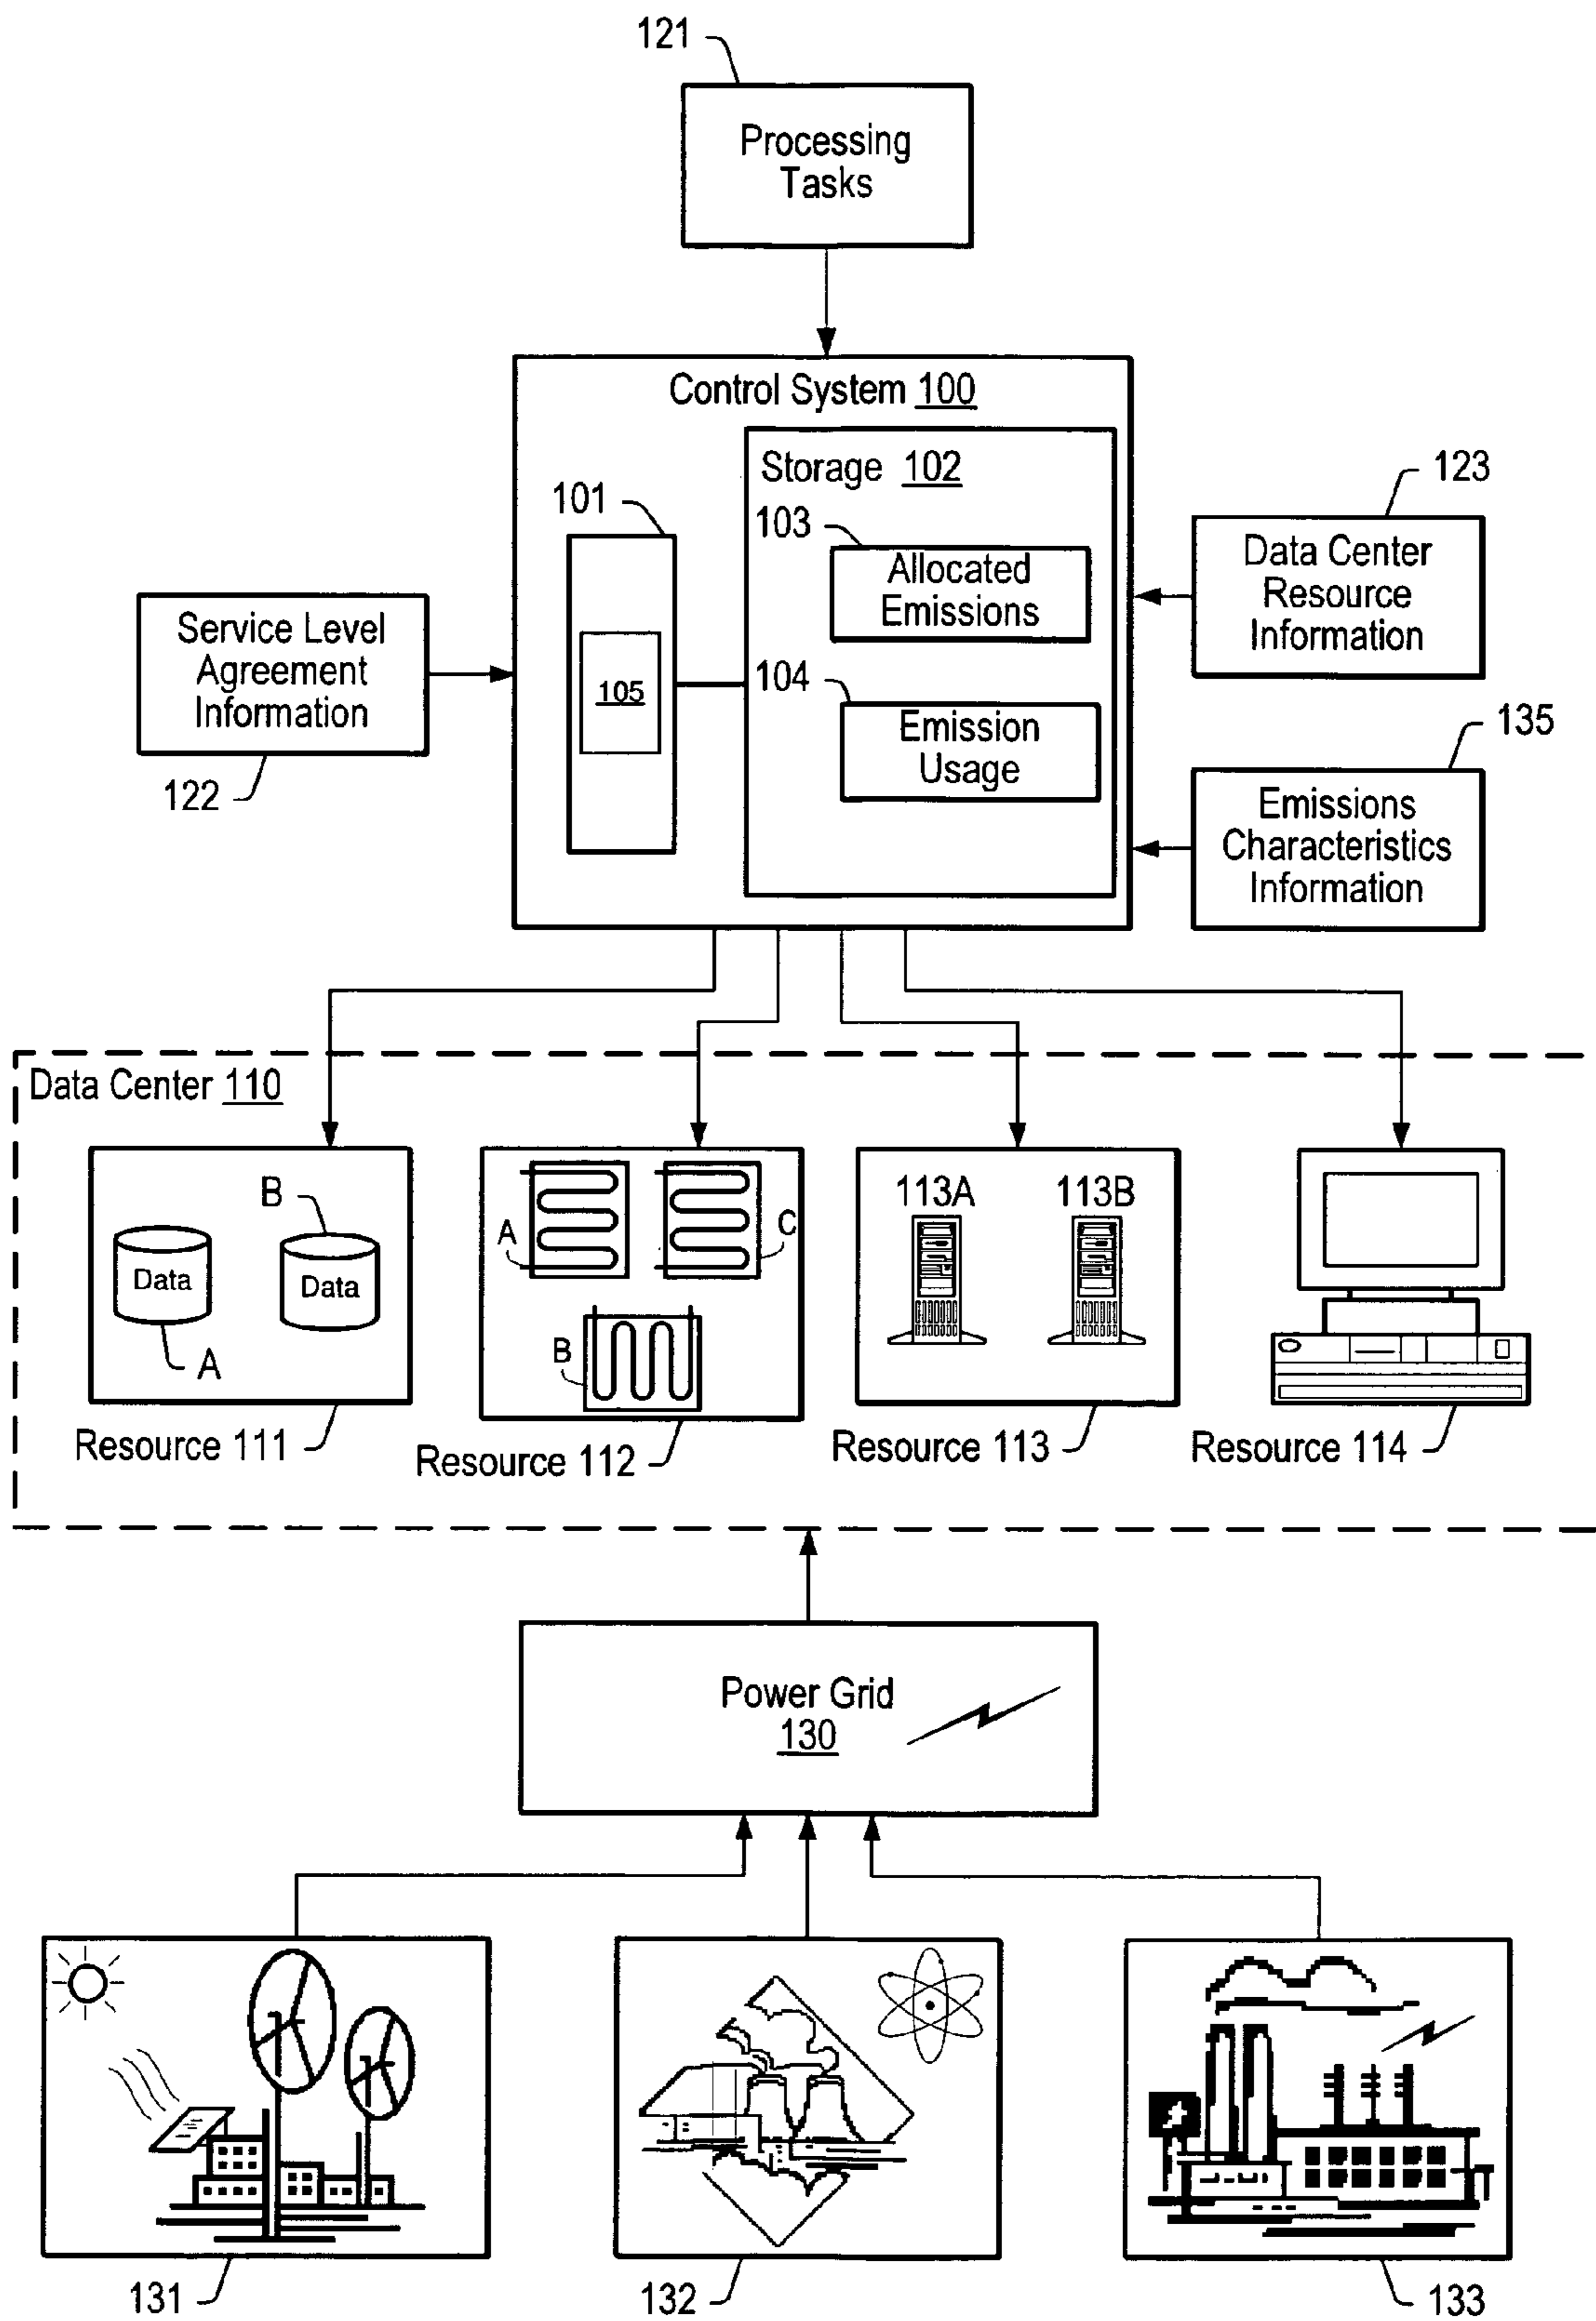 121
Processing
Tasks
Control System 100
Storage 102
101
103
Allocated
Emissions
104
Emission
Usage
105
123
Data Center
Resource
Information
Service Level
Agreement
Information
122
135
Emissions
Characteristics
Information
Data Center 110
B
Data
Data
A
A
C
B
113A
113B
Resource 111
Resource 112
Resource 113
Resource 114
Power Grid
130
131
132
133